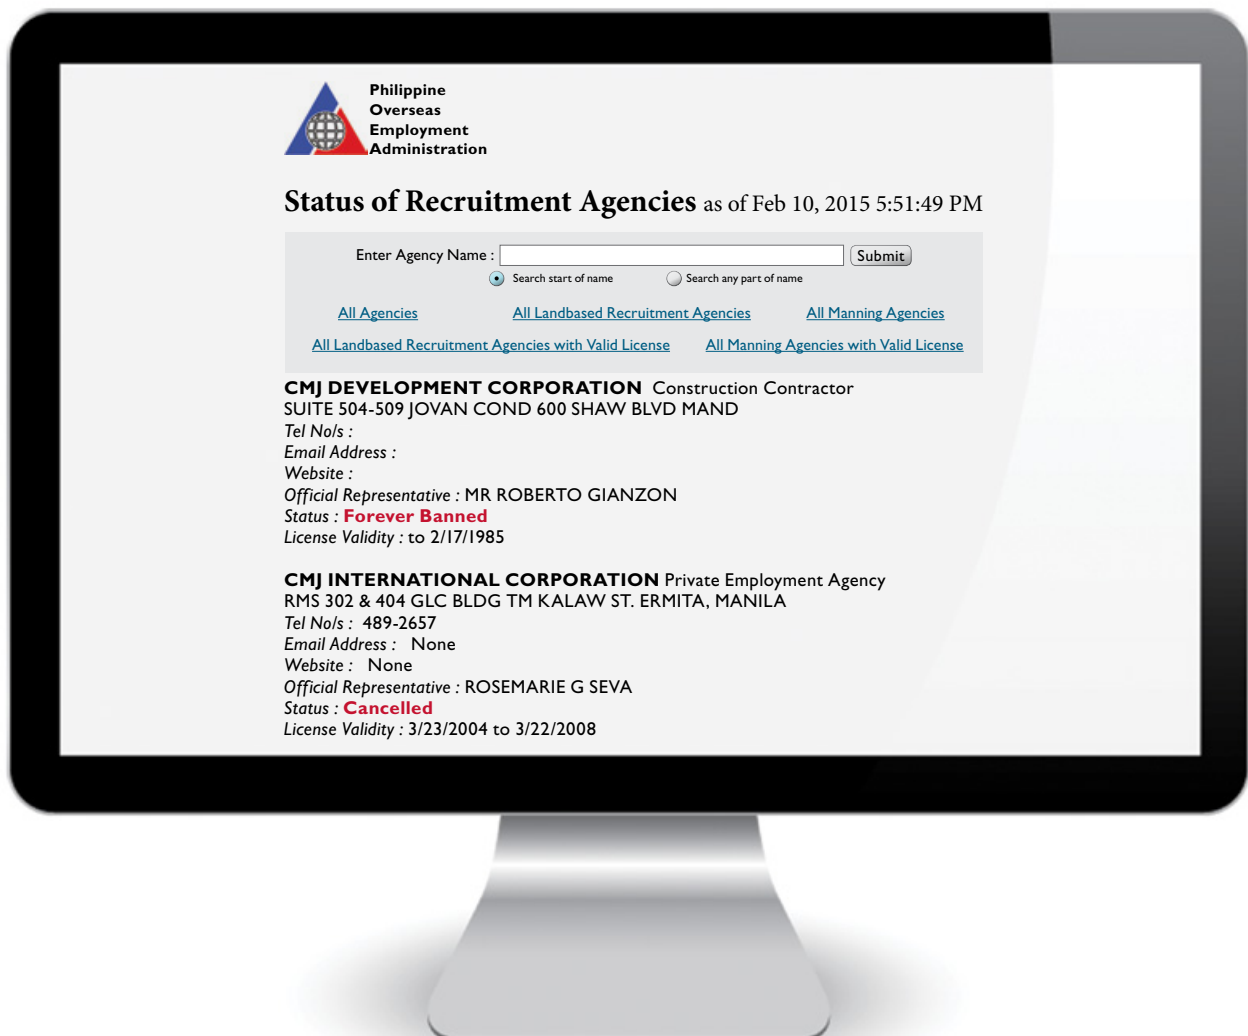 Philippine
Overseas
Employment
Administration
Status of Recruitment Agencies as of Feb 10, 2015 5:51:49 PM
Enter Agency Name : Submit
Search start of name Search any part of name
All Agencies All Landbased Recruitment Agencies All Manning Agencies
All Landbased Recruitment Agencies with Valid License All Manning Agencies with Valid License
CMJ DEVELOPMENT CORPORATION Construction Contractor
SUITE 504-509 JOVAN COND 600 SHAW BLVD MAND
Tel No/s :
Email Address :
Website :
Official Representative : MR ROBERTO GIANZON
Status : Forever Banned
License Validity : to 2/17/1985
CMJ INTERNATIONAL CORPORATION Private Employment Agency
RMS 302 & 404 GLC BLDG TM KALAW ST. ERMITA, MANILA
Tel No/s : 489-2657
Email Address : None
Website : None
Official Representative : ROSEMARIE G SEVA
Status : Cancelled
License Validity : 3/23/2004 to 3/22/2008